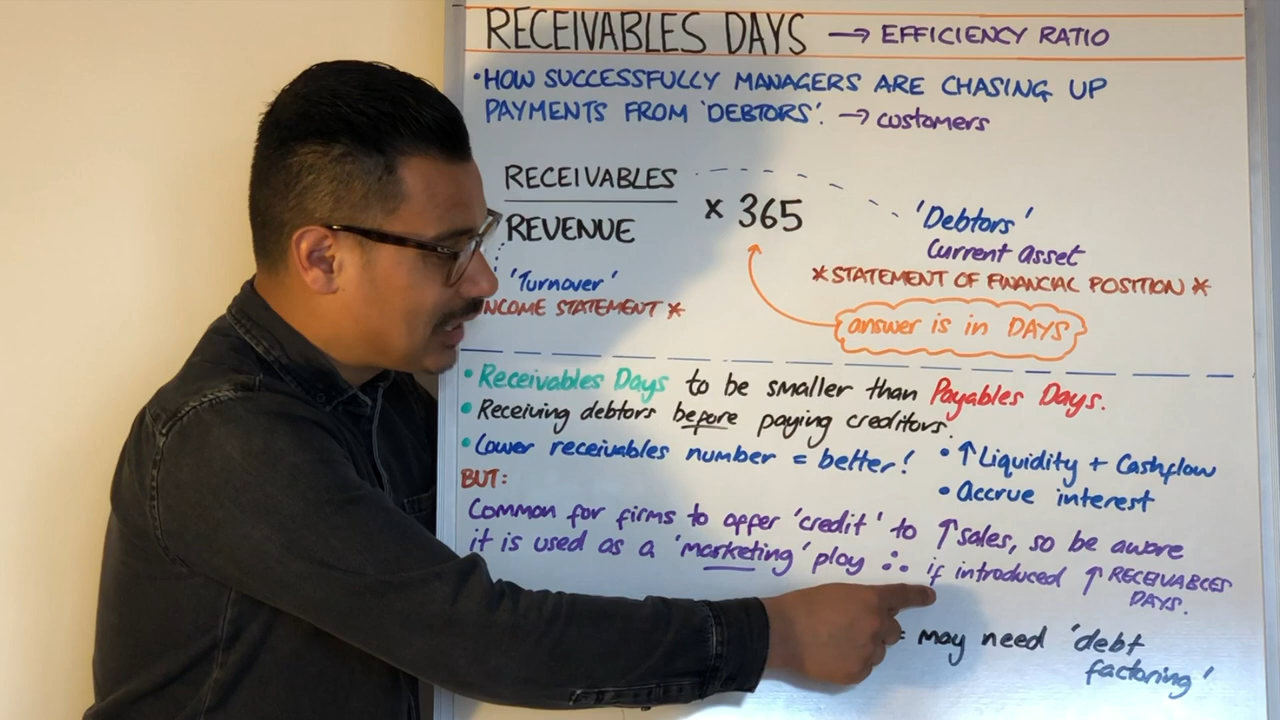 RECEIVABLES DAYS → EFFICIENCY RATIO
• HOW SUCCESSFULLY MANAGERS ARE CHASING UP
PAYMENTS FROM 'DEBTORS'. → customers
RECEIVABLES
REVENUE
× 365
'Debtors'
Current asset
*STATEMENT OF FINANCIAL POSITION*
'Turnover'
NCOME STATEMENT *
answer is in DAYS
• Receivables Days to be smaller than Payables Days.
• Receiving debtors before paying creditors.
• Lower receivables number = better!
• ↑ Liquidity + Cashflow
• Accrue interest
BUT:
Common for firms to offer 'credit' to ↑ sales, so be aware
it is used as a 'marketing' ploy ∴ if introduced ↑ RECEIVABLES
DAYS.
= may need 'debt
factoring'